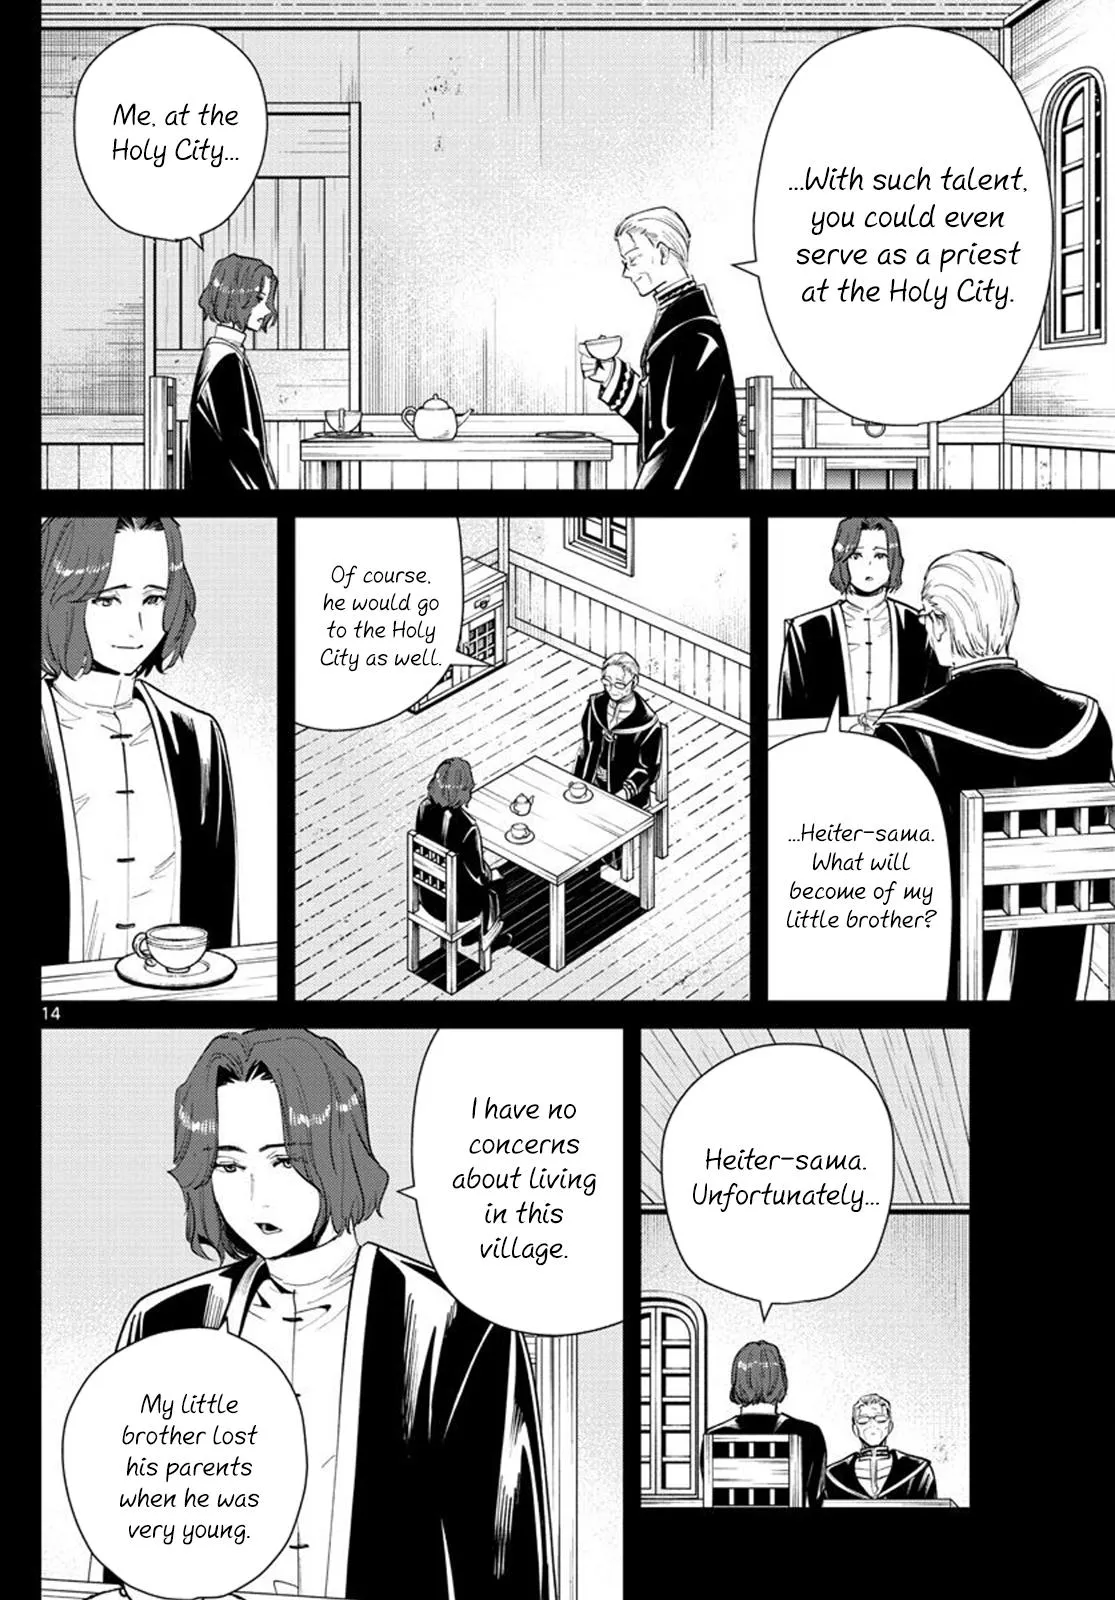 ...With such talent,
you could even
serve as a priest
at the Holy City.
Me, at the
Holy City...
...Heiter-sama.
What will
become of my
little brother?
Of course,
he would go
to the Holy
City as well.
Heiter-sama.
Unfortunately...
I have no
concerns
about living
in this
village.
My little
brother lost
his parents
when he was
very young.
14